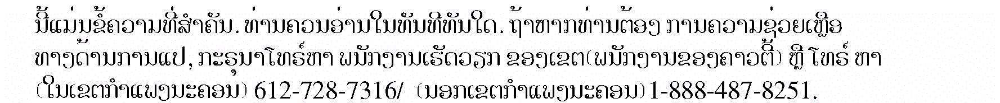 ນີ້ແມ່ນຂໍ້ຄວາມທີ່ສຳຄັນ. ທ່ານຄວນອ່ານໃນທັນທີທັນໃດ. ຖ້າຫາກທ່ານຕ້ອງ ການຄວາມຊ່ວຍເຫຼືອ
ທາງດ້ານການແປ, ກະຣຸນາໂທຣ໌ຫາ ພນັກງານເຮັດວຽກ ຂອງເຂຕ(ພນັກງານຂອງຄາວຕີ້) ຫຼື ໂທຣ໌ ຫາ
(ໃນເຂຕກຳແພງນະຄອນ) 612-728-7316/ (ນອກເຂຕກຳແພງນະຄອນ) 1-888-487-8251.